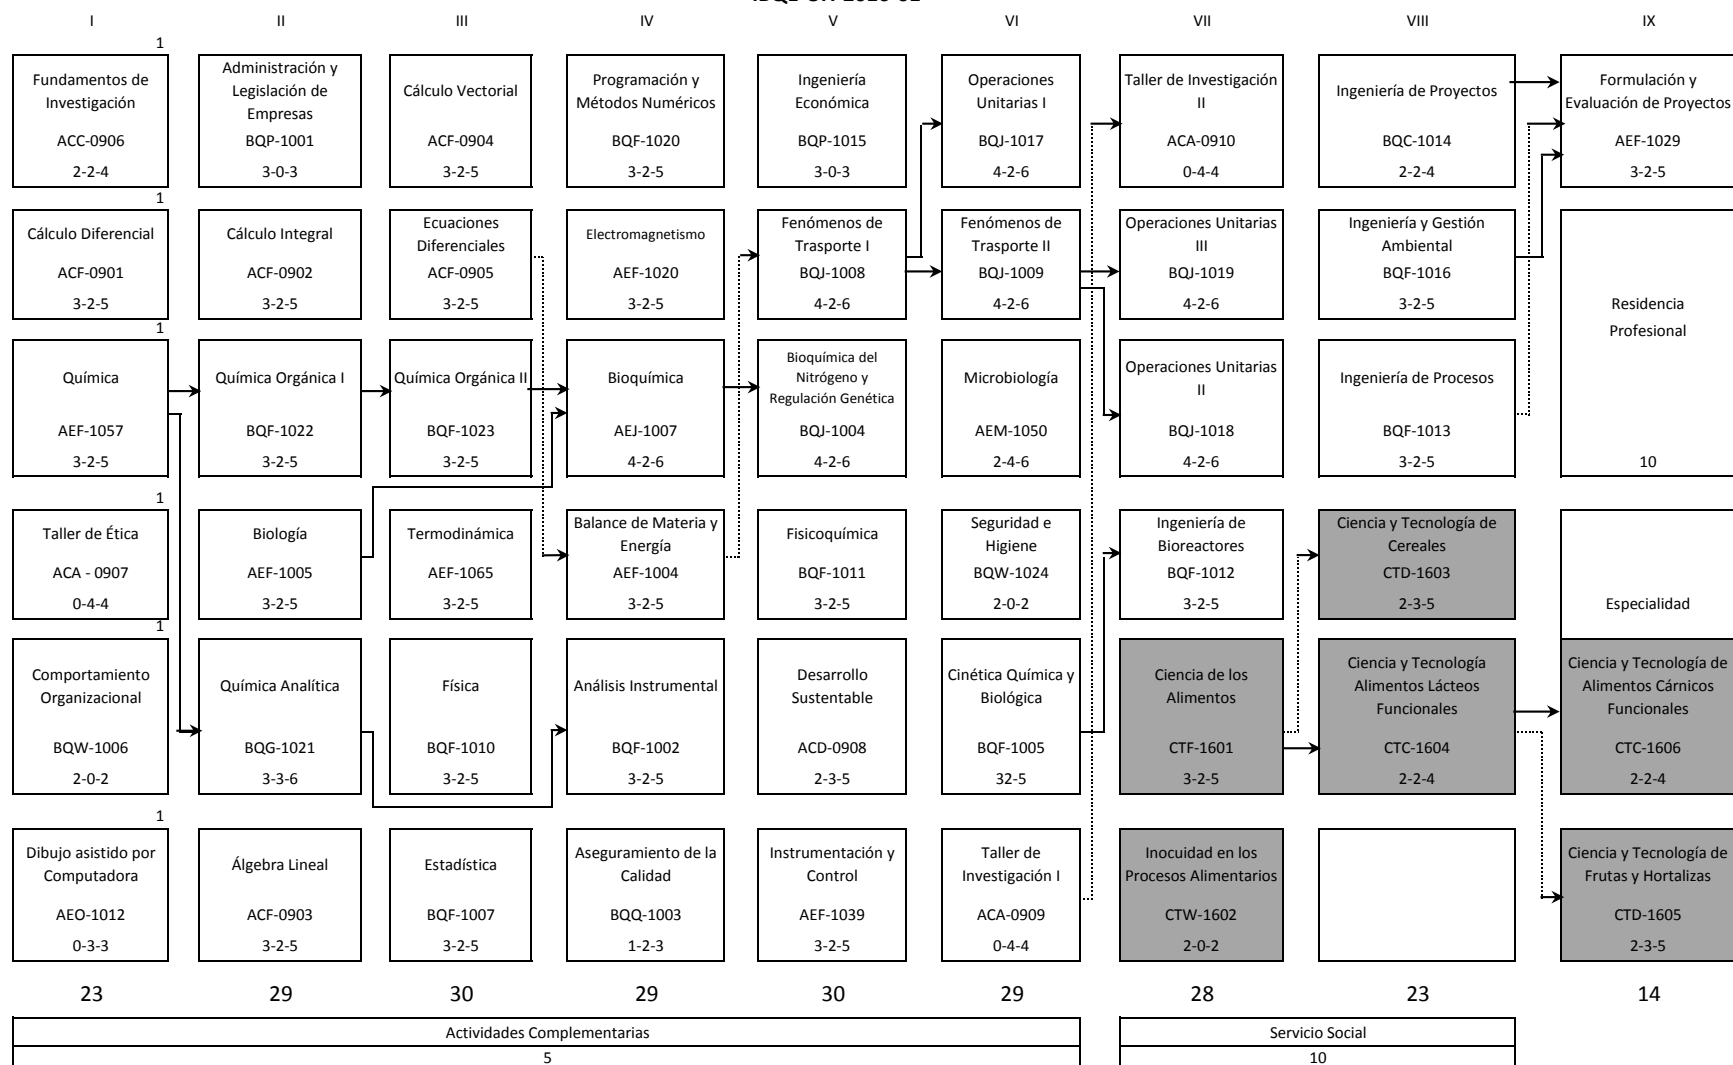 I II III IV V VI VII VIII IX
1
Fundamentos de
Investigación
ACC-0906
2-2-4
Administración y
Legislación de
Empresas
BQP-1001
3-0-3
Cálculo Vectorial
ACF-0904
3-2-5
Programación y
Métodos Numéricos
BQF-1020
3-2-5
Ingeniería
Económica
BQP-1015
3-0-3
Operaciones
Unitarias I
BQJ-1017
4-2-6
Taller de Investigación
II
ACA-0910
0-4-4
Ingeniería de Proyectos
BQC-1014
2-2-4
Formulación y
Evaluación de Proyectos
AEF-1029
3-2-5
1
Cálculo Diferencial
ACF-0901
3-2-5
Cálculo Integral
ACF-0902
3-2-5
Ecuaciones
Diferenciales
ACF-0905
3-2-5
Electromagnetismo
AEF-1020
3-2-5
Fenómenos de
Trasporte I
BQJ-1008
4-2-6
Fenómenos de
Trasporte II
BQJ-1009
4-2-6
Operaciones Unitarias
III
BQJ-1019
4-2-6
Ingeniería y Gestión
Ambiental
BQF-1016
3-2-5
Residencia
Profesional
10
1
Química
AEF-1057
3-2-5
Química Orgánica I
BQF-1022
3-2-5
Química Orgánica II
BQF-1023
3-2-5
Bioquímica
AEJ-1007
4-2-6
Bioquímica del
Nitrógeno y
Regulación Genética
BQJ-1004
4-2-6
Microbiología
AEM-1050
2-4-6
Operaciones Unitarias
II
BQJ-1018
4-2-6
Ingeniería de Procesos
BQF-1013
3-2-5
1
Taller de Ética
ACA - 0907
0-4-4
Biología
AEF-1005
3-2-5
Termodinámica
AEF-1065
3-2-5
Balance de Materia y
Energía
AEF-1004
3-2-5
Fisicoquímica
BQF-1011
3-2-5
Seguridad e
Higiene
BQW-1024
2-0-2
Ingeniería de
Bioreactores
BQF-1012
3-2-5
Ciencia y Tecnología de
Cereales
CTD-1603
2-3-5
Especialidad
1
Comportamiento
Organizacional
BQW-1006
2-0-2
Química Analítica
BQG-1021
3-3-6
Física
BQF-1010
3-2-5
Análisis Instrumental
BQF-1002
3-2-5
Desarrollo
Sustentable
ACD-0908
2-3-5
Cinética Química y
Biológica
BQF-1005
32-5
Ciencia de los
Alimentos
CTF-1601
3-2-5
Ciencia y Tecnología
Alimentos Lácteos
Funcionales
CTC-1604
2-2-4
Ciencia y Tecnología de
Alimentos Cárnicos
Funcionales
CTC-1606
2-2-4
1
Dibujo asistido por
Computadora
AEO-1012
0-3-3
Álgebra Lineal
ACF-0903
3-2-5
Estadística
BQF-1007
3-2-5
Aseguramiento de la
Calidad
BQQ-1003
1-2-3
Instrumentación y
Control
AEF-1039
3-2-5
Taller de
Investigación I
ACA-0909
0-4-4
Inocuidad en los
Procesos Alimentarios
CTW-1602
2-0-2
Ciencia y Tecnología de
Frutas y Hortalizas
CTD-1605
2-3-5
23 29 30 29 30 29 28 23 14
Actividades Complementarias
5
Servicio Social
10